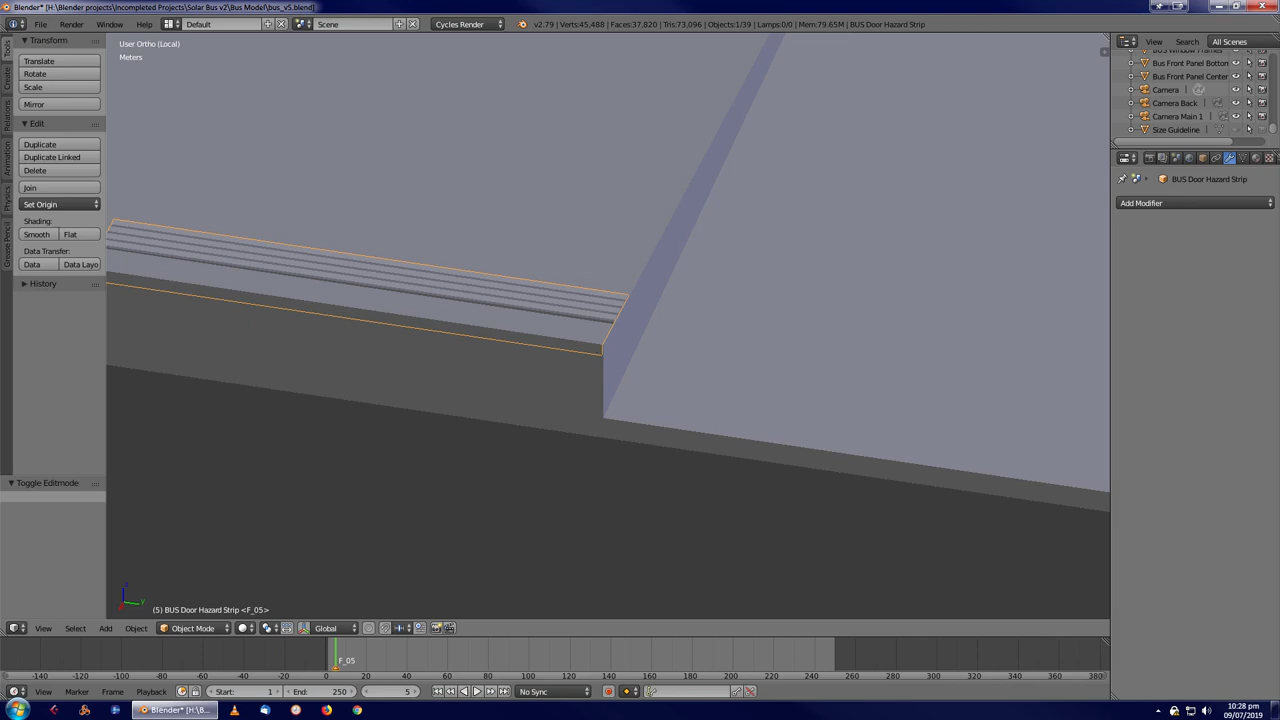 Blender* [H:\Blender projects\Incompleted Projects\Solar Bus v2\Bus Model\bus_v5.blend]
File Render Window Help Default Scene Cycles Render v2.79 | Verts:45,488 | Faces:37,820 | Tris:73,096 | Objects:1/39 | Lamps:0/0 | Mem:79.65M | BUS Door Hazard Strip
View Search All Scenes
Tools
Create
Relations
Animation
Physics
Grease Pencil
Transform
Translate
Rotate
Scale
Mirror
Edit
Duplicate
Duplicate Linked
Delete
Join
Set Origin
Shading:
Smooth Flat
Data Transfer:
Data Data Layo
History
Toggle Editmode
User Ortho (Local)
Meters
(5) BUS Door Hazard Strip <F_05>
BUS Window Frames
Bus Front Panel Bottom
Bus Front Panel Center
Camera
Camera Back
Camera Main 1
Size Guideline
BUS Door Hazard Strip
Add Modifier
View Select Add Object Object Mode Global
F_05
-140 -120 -100 -80 -60 -40 -20 0 20 40 60 80 100 120 140 160 180 200 220 240 260 280 300 320 340 360 380
View Marker Frame Playback Start: 1 End: 250 5 No Sync
Blender* [H:\B...
10:28 pm
09/07/2019